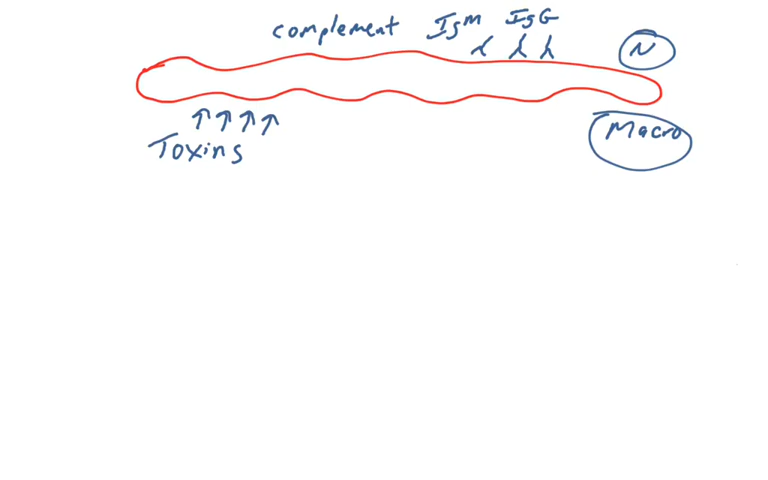 complement IgM IgG
N
Macro
↑ ↑ ↑ ↑
Toxins